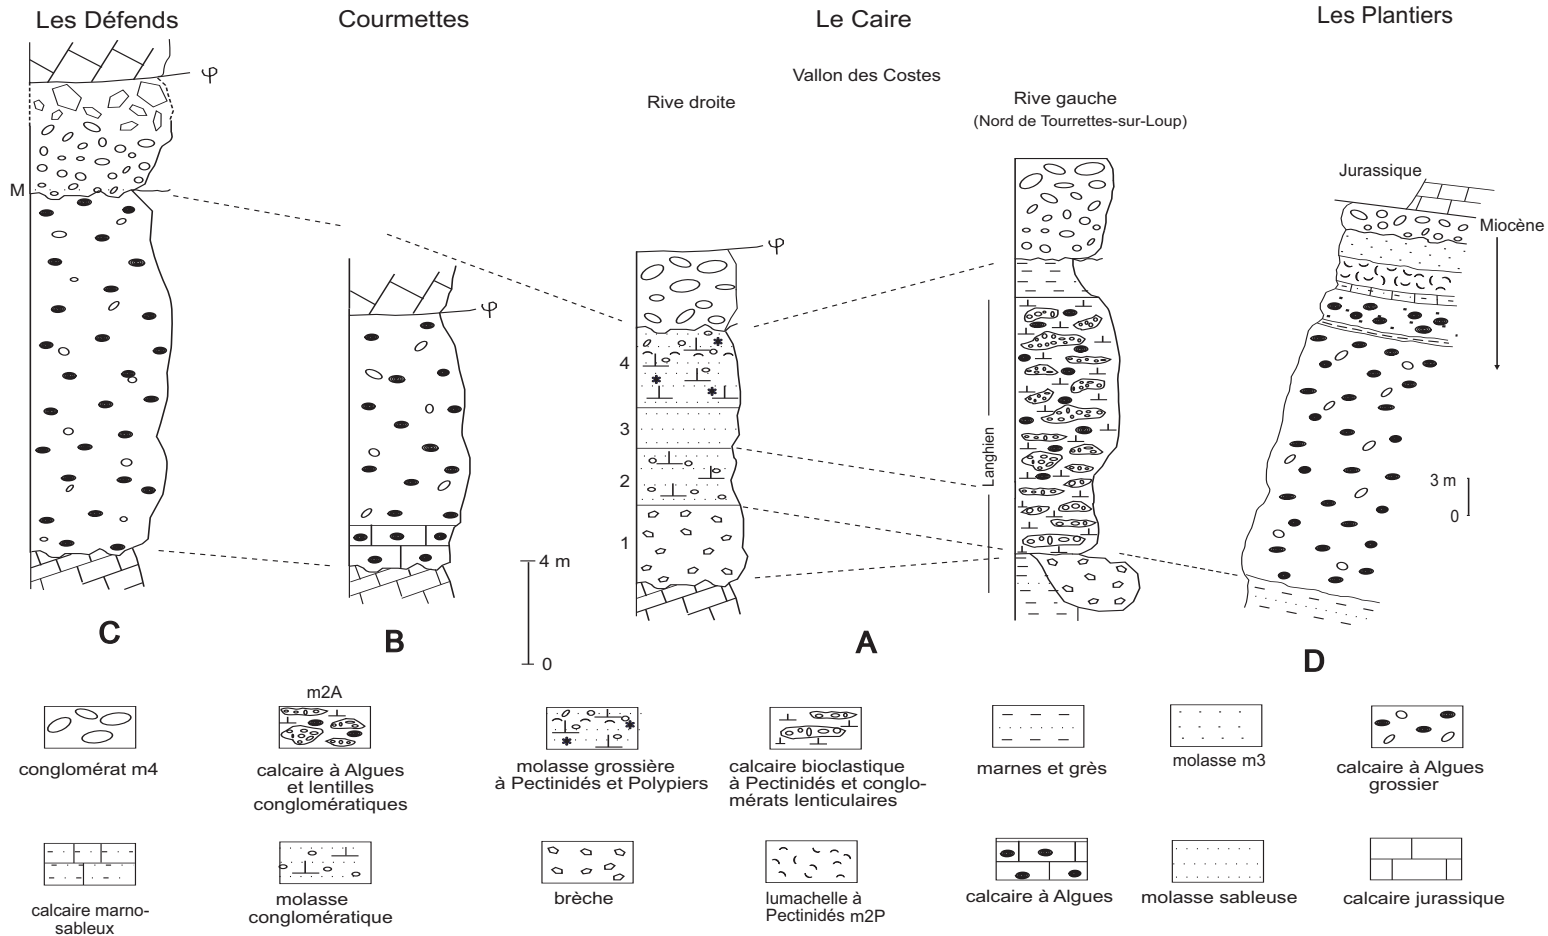 Les Défends
Courmettes
Le Caire
Les Plantiers
Vallon des Costes
Rive droite
Rive gauche
(Nord de Tourrettes-sur-Loup)
φ
M
φ
φ
Jurassique
Miocène
4
3
2
1
Langhien
3 m
0
4 m
0
C
B
A
D
conglomérat m4
m2A
calcaire à Algues
et lentilles
conglomératiques
molasse grossière
à Pectinidés et Polypiers
calcaire bioclastique
à Pectinidés et conglo-
mérats lenticulaires
marnes et grès
molasse m3
calcaire à Algues
grossier
calcaire marno-
sableux
molasse
conglomératique
brèche
lumachelle à
Pectinidés m2P
calcaire à Algues
molasse sableuse
calcaire jurassique